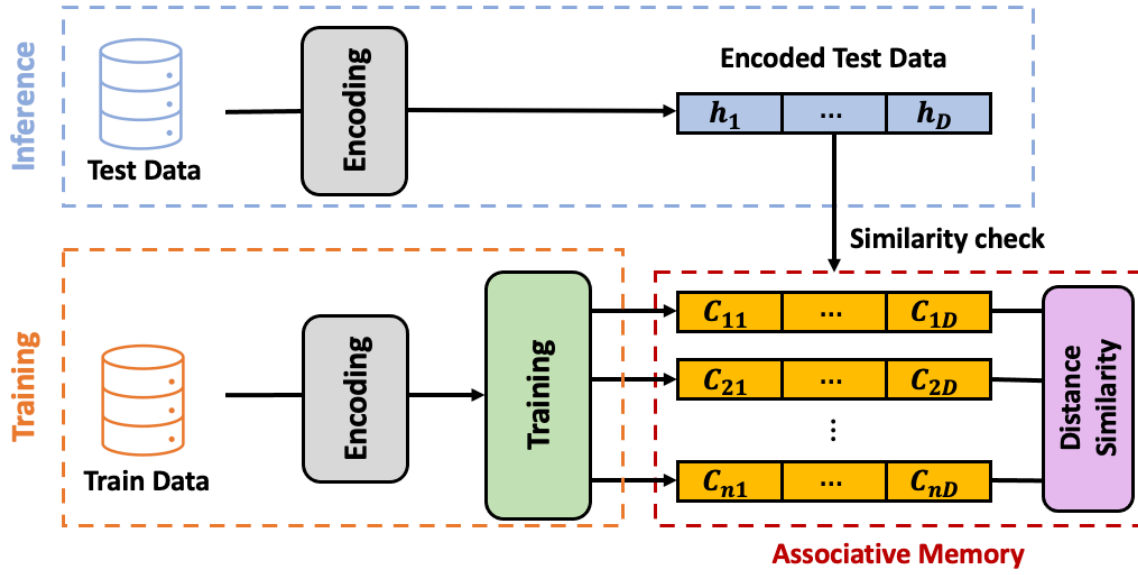 Inference
Test Data
Encoding
Encoded Test Data
h₁ ... h_D
Similarity check
Training
Train Data
Encoding
Training
C₁₁ ... C₁D
C₂₁ ... C₂D
⋮
Cₙ₁ ... CₙD
Distance
Similarity
Associative Memory